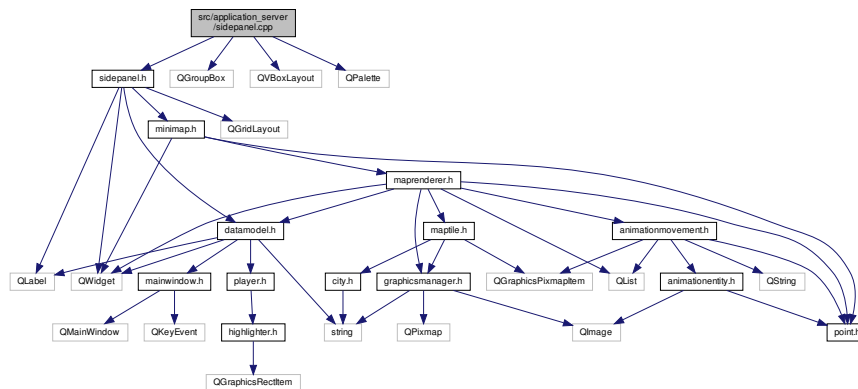 src/application_server
/sidepanel.cpp
sidepanel.h
QGroupBox
QVBoxLayout
QPalette
minimap.h
QGridLayout
maprenderer.h
datamodel.h
maptile.h
animationmovement.h
QLabel
QWidget
mainwindow.h
player.h
city.h
graphicsmanager.h
QGraphicsPixmapItem
QList
animationentity.h
QString
QMainWindow
QKeyEvent
highlighter.h
string
QPixmap
QImage
point.h
QGraphicsRectItem